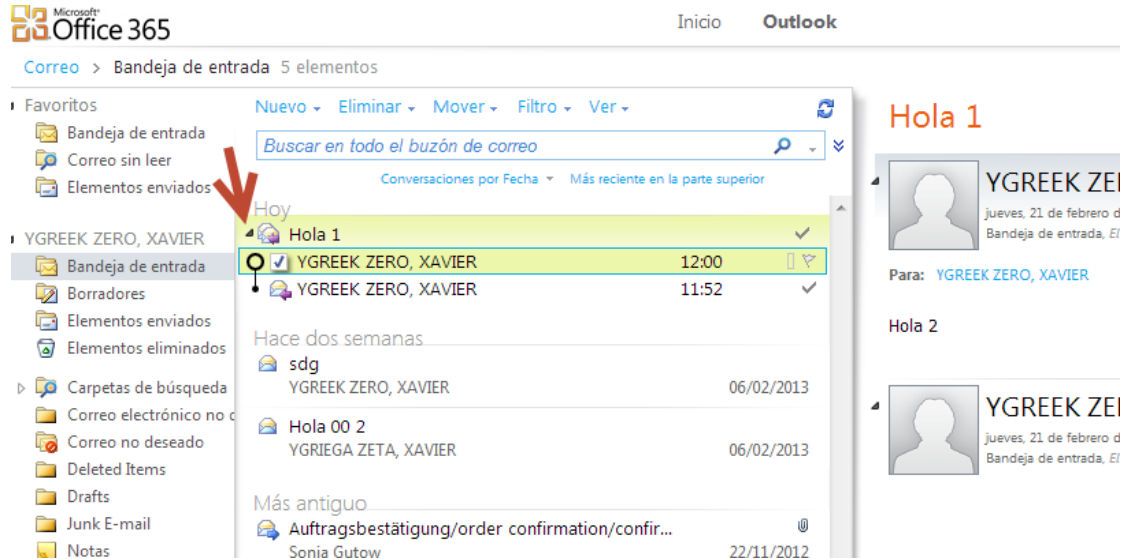 Microsoft®
Office 365
Inicio Outlook
Correo > Bandeja de entrada 5 elementos
Favoritos
Bandeja de entrada
Correo sin leer
Elementos enviados
YGREEK ZERO, XAVIER
Bandeja de entrada
Borradores
Elementos enviados
Elementos eliminados
Carpetas de búsqueda
Correo electrónico no
Correo no deseado
Deleted Items
Drafts
Junk E-mail
Notas
Nuevo Eliminar Mover Filtro Ver
Buscar en todo el buzón de correo
Conversaciones por Fecha Más reciente en la parte superior
Hoy
Hola 1
YGREEK ZERO, XAVIER 12:00
YGREEK ZERO, XAVIER 11:52
Hace dos semanas
sdg
YGREEK ZERO, XAVIER 06/02/2013
Hola 00 2
YGRIEGA ZETA, XAVIER 06/02/2013
Más antiguo
Auftragsbestätigung/order confirmation/confir...
Sonia Gutow 22/11/2012
Hola 1
YGREEK ZE
jueves, 21 de febrero d
Bandeja de entrada, El
Para: YGREEK ZERO, XAVIER
Hola 2
YGREEK ZE
jueves, 21 de febrero d
Bandeja de entrada, El